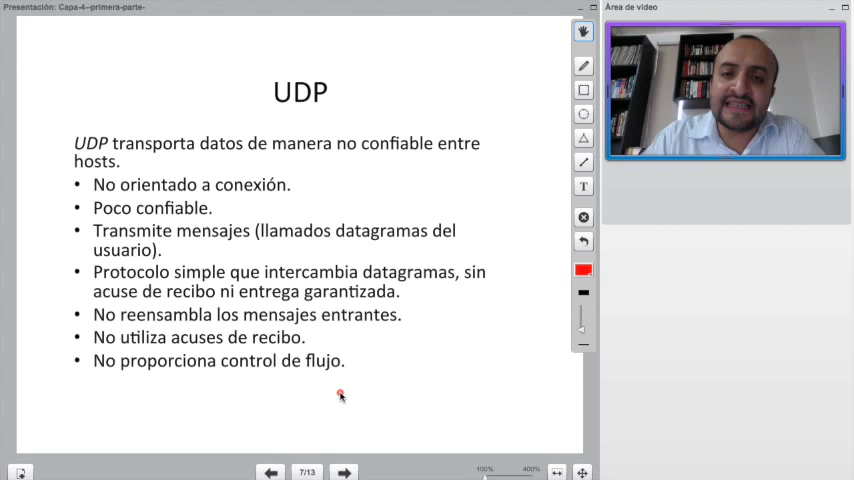 Presentación: Capa-4--primera-parte-
Área de video
UDP
UDP transporta datos de manera no confiable entre
hosts.
• No orientado a conexión.
• Poco confiable.
• Transmite mensajes (llamados datagramas del
usuario).
• Protocolo simple que intercambia datagramas, sin
acuse de recibo ni entrega garantizada.
• No reensambla los mensajes entrantes.
• No utiliza acuses de recibo.
• No proporciona control de flujo.
T
7/13
100%
400%